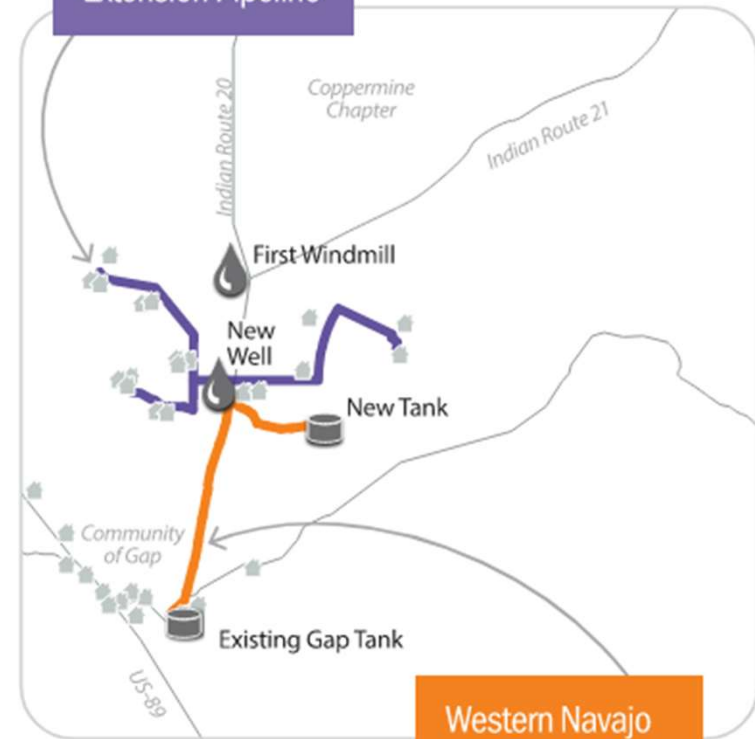 Extension Pipeline
Indian Route 20
Coppermine
Chapter
Indian Route 21
First Windmill
New
Well
New Tank
Community
of Gap
Existing Gap Tank
US-89
Western Navajo